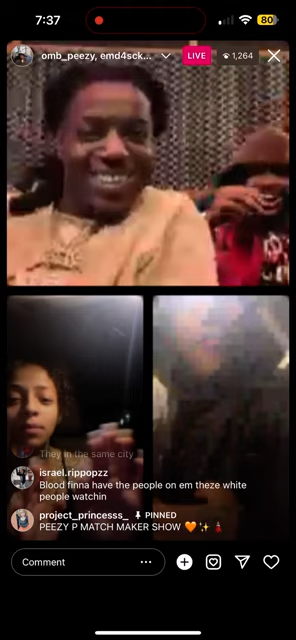 7:37
80
omb_peezy, emd4sck...
LIVE
1,264
They in the same city
israel.rippopzz
Blood finna have the people on em theze white
people watchin
project_princesss_ PINNED
PEEZY P MATCH MAKER SHOW 🧡✨💃🏾
Comment